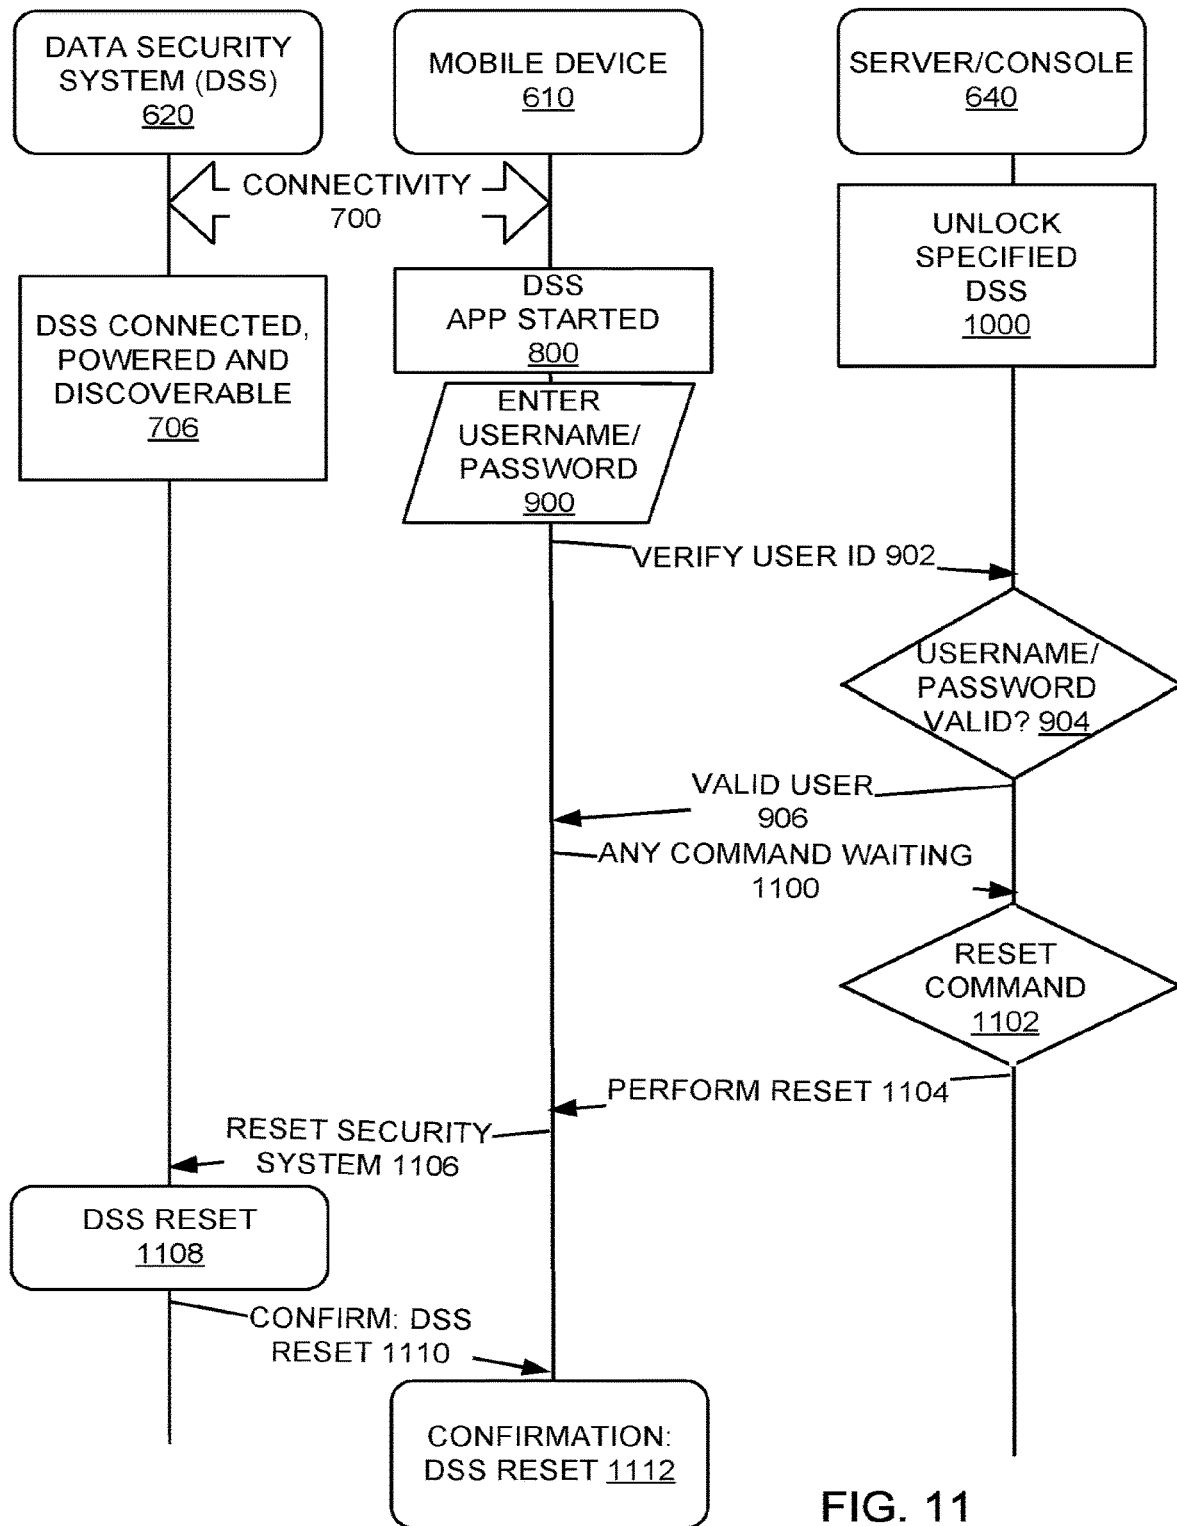 DATA SECURITY
SYSTEM (DSS)
620
MOBILE DEVICE
610
SERVER/CONSOLE
640
CONNECTIVITY
700
UNLOCK
SPECIFIED
DSS
1000
DSS CONNECTED,
POWERED AND
DISCOVERABLE
706
DSS
APP STARTED
800
ENTER
USERNAME/
PASSWORD
900
VERIFY USER ID 902
USERNAME/
PASSWORD
VALID? 904
VALID USER
906
ANY COMMAND WAITING
1100
RESET
COMMAND
1102
PERFORM RESET 1104
RESET SECURITY
SYSTEM 1106
DSS RESET
1108
CONFIRM: DSS
RESET 1110
CONFIRMATION:
DSS RESET 1112
FIG. 11